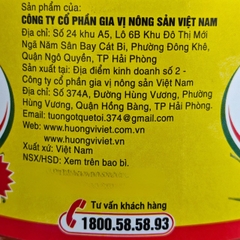 Sản phẩm của:
CÔNG TY CỔ PHẦN GIA VỊ NÔNG SẢN VIỆT NAM
Địa chỉ: Số 24 khu A5, Lô 6B Khu Đô Thị Mới
Ngã Năm Sân Bay Cát Bi, Phường Đông Khê,
Quận Ngô Quyền, TP Hải Phòng
Sản xuất tại: Địa điểm kinh doanh số 2 -
Công ty cổ phần gia vị nông sản Việt Nam
Địa chỉ: Số 374A, Đường Hùng Vương, Phường
Hùng Vương, Quận Hồng Bàng, TP Hải Phòng.
Email: tuongotquetoi.374@gmail.com
Web: www.huongviviet.com.vn
www.huongviviet.vn
Xuất xứ: Việt Nam
NSX/HSD: Xem trên bao bì.
Tư vấn khách hàng
1800.58.58.93